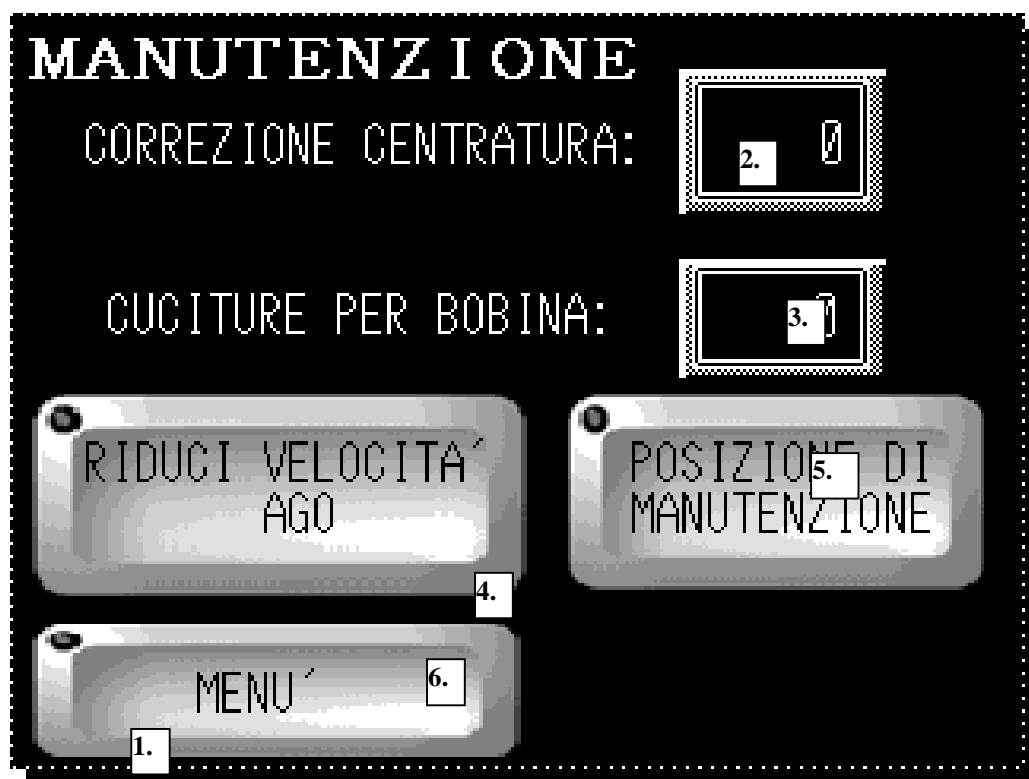 MANUTENZIONE
CORREZIONE CENTRATURA:
2. 0
CUCITURE PER BOBINA:
3.
RIDUCI VELOCITA´
AGO
4.
POSIZIONE DI
5.
MANUTENZIONE
MENU´
6.
1.